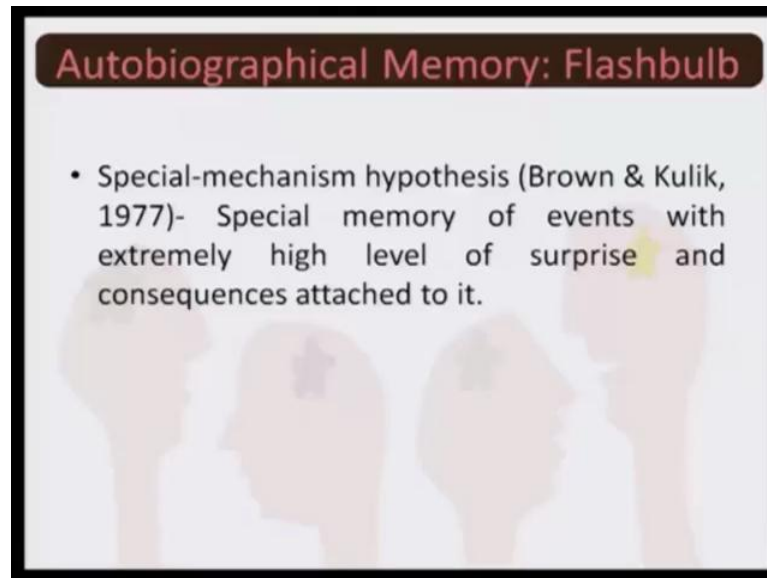 Autobiographical Memory: Flashbulb
• Special-mechanism hypothesis (Brown & Kulik,
1977)- Special memory of events with
extremely high level of surprise and
consequences attached to it.